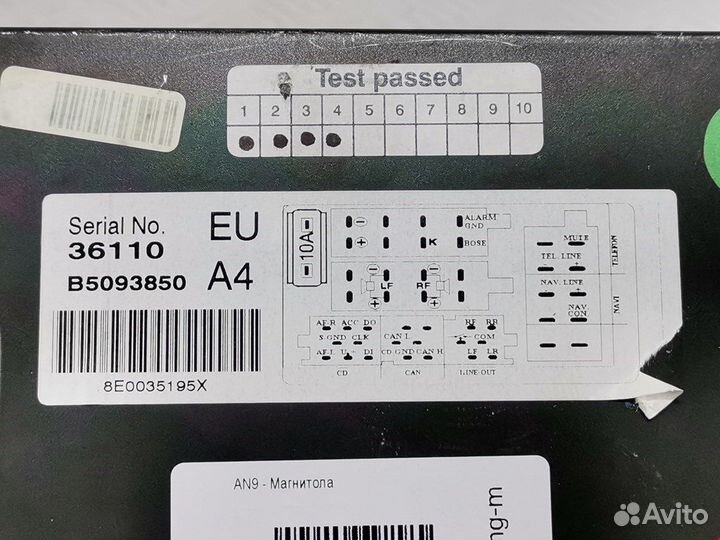 Test passed
1 2 3 4 5 6 7 8 9 10
Serial No. EU
36110
B5093850 A4
8E0035195X
10A
ALARM
GND
K BOSE
LF RF
AF-R ACC DO
S.GND CLK
AF-L U+ DI
CD
CAN L
CD GND CAN H
CAN
RF RR
COM
LF LR
LINE OUT
MUTE
TEL. LINE
TELEFON
NAV. LINE
NAV.
CON
NAVI
AN9 - Магнитола
ng-m
Avito